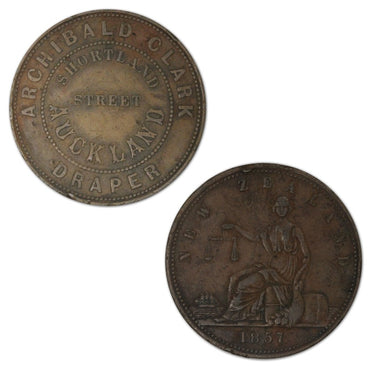 ARCHIBALD CLARK
SHORTLAND
STREET
AUCKLAND
DRAPER
NEW ZEALAND
1857